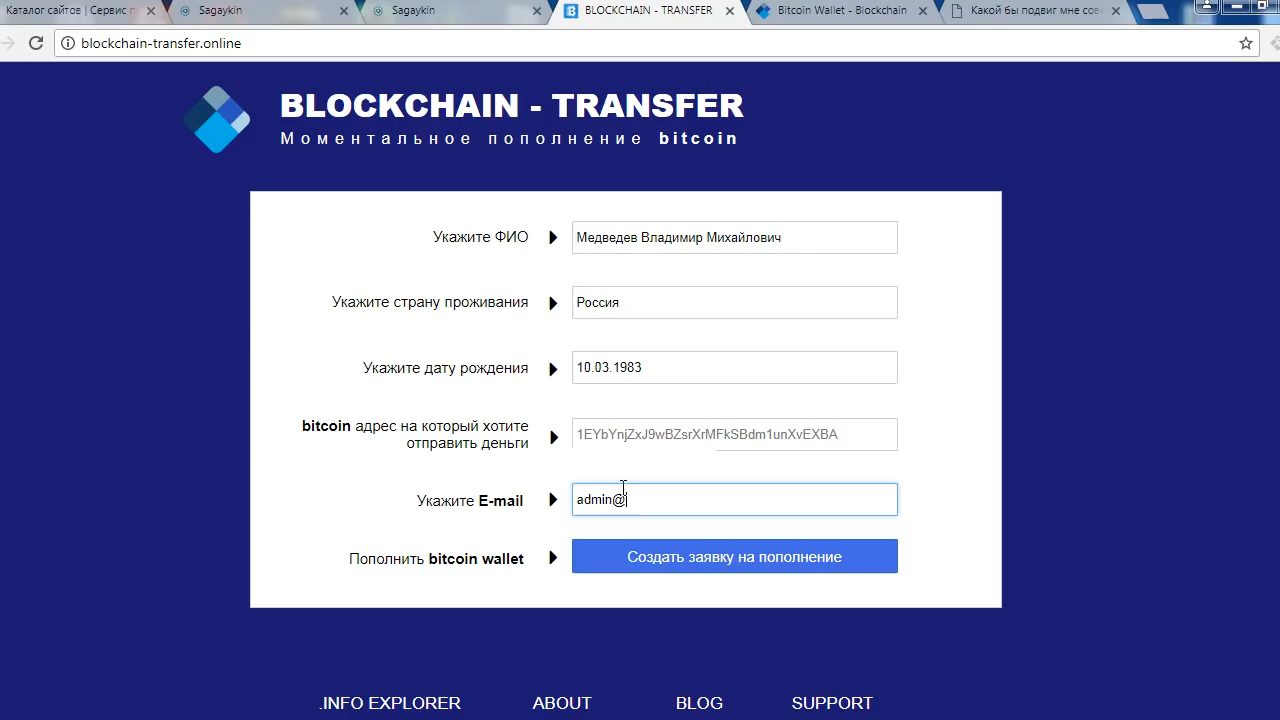 Каталог сайтов | Сервис п
Sagaykin
Sagaykin
BLOCKCHAIN - TRANSFER
Bitcoin Wallet - Blockchain
Какой бы подвиг мне сов
blockchain-transfer.online
BLOCKCHAIN - TRANSFER
Моментальное пополнение bitcoin
Укажите ФИО
Медведев Владимир Михайлович
Укажите страну проживания
Россия
Укажите дату рождения
10.03.1983
bitcoin адрес на который хотите
отправить деньги
1EYbYnjZxJ9wBZsrXrMFkSBdm1unXvEXBA
Укажите E-mail
admin@
Пополнить bitcoin wallet
Создать заявку на пополнение
.INFO EXPLORER
ABOUT
BLOG
SUPPORT